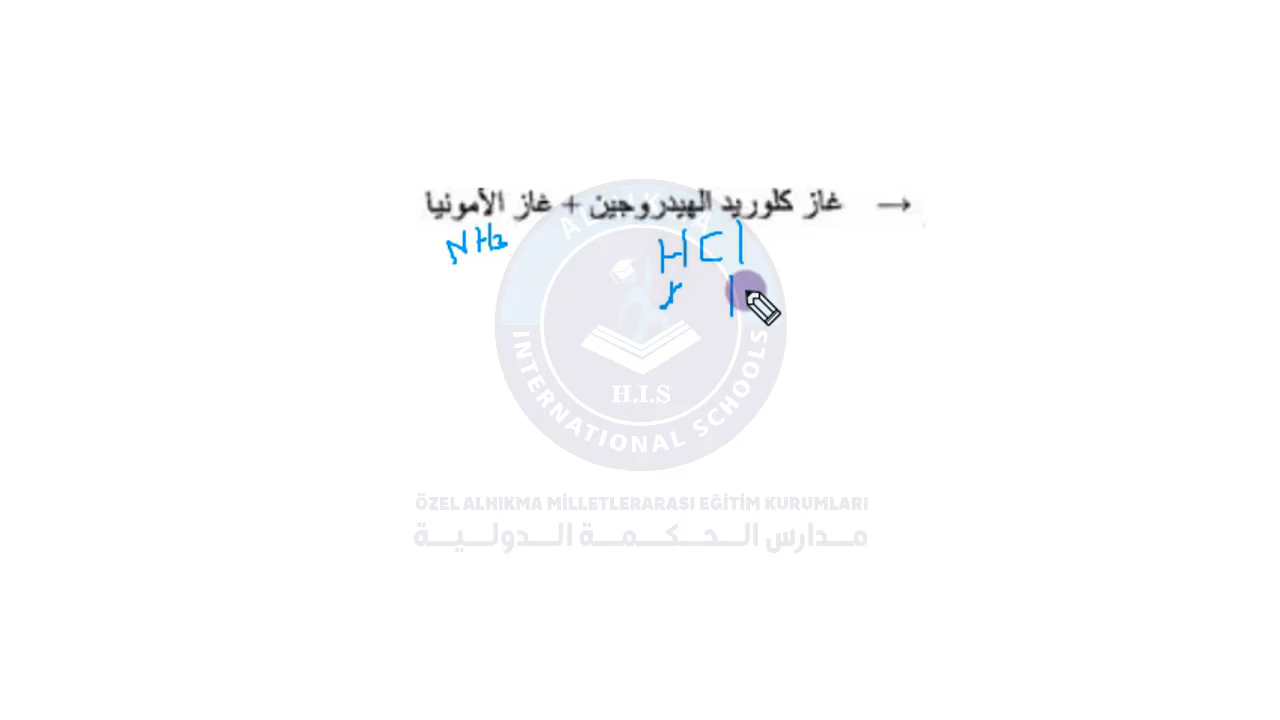 غاز الأمونيا + غاز كلوريد الهيدروجين →
NH3 HCl
AL
INTERNATIONAL SCHOOLS
H.I.S
ÖZEL ALHIKMA MİLLETLERARASI EĞİTİM KURUMLARI
مدارس الحكمة الدولية